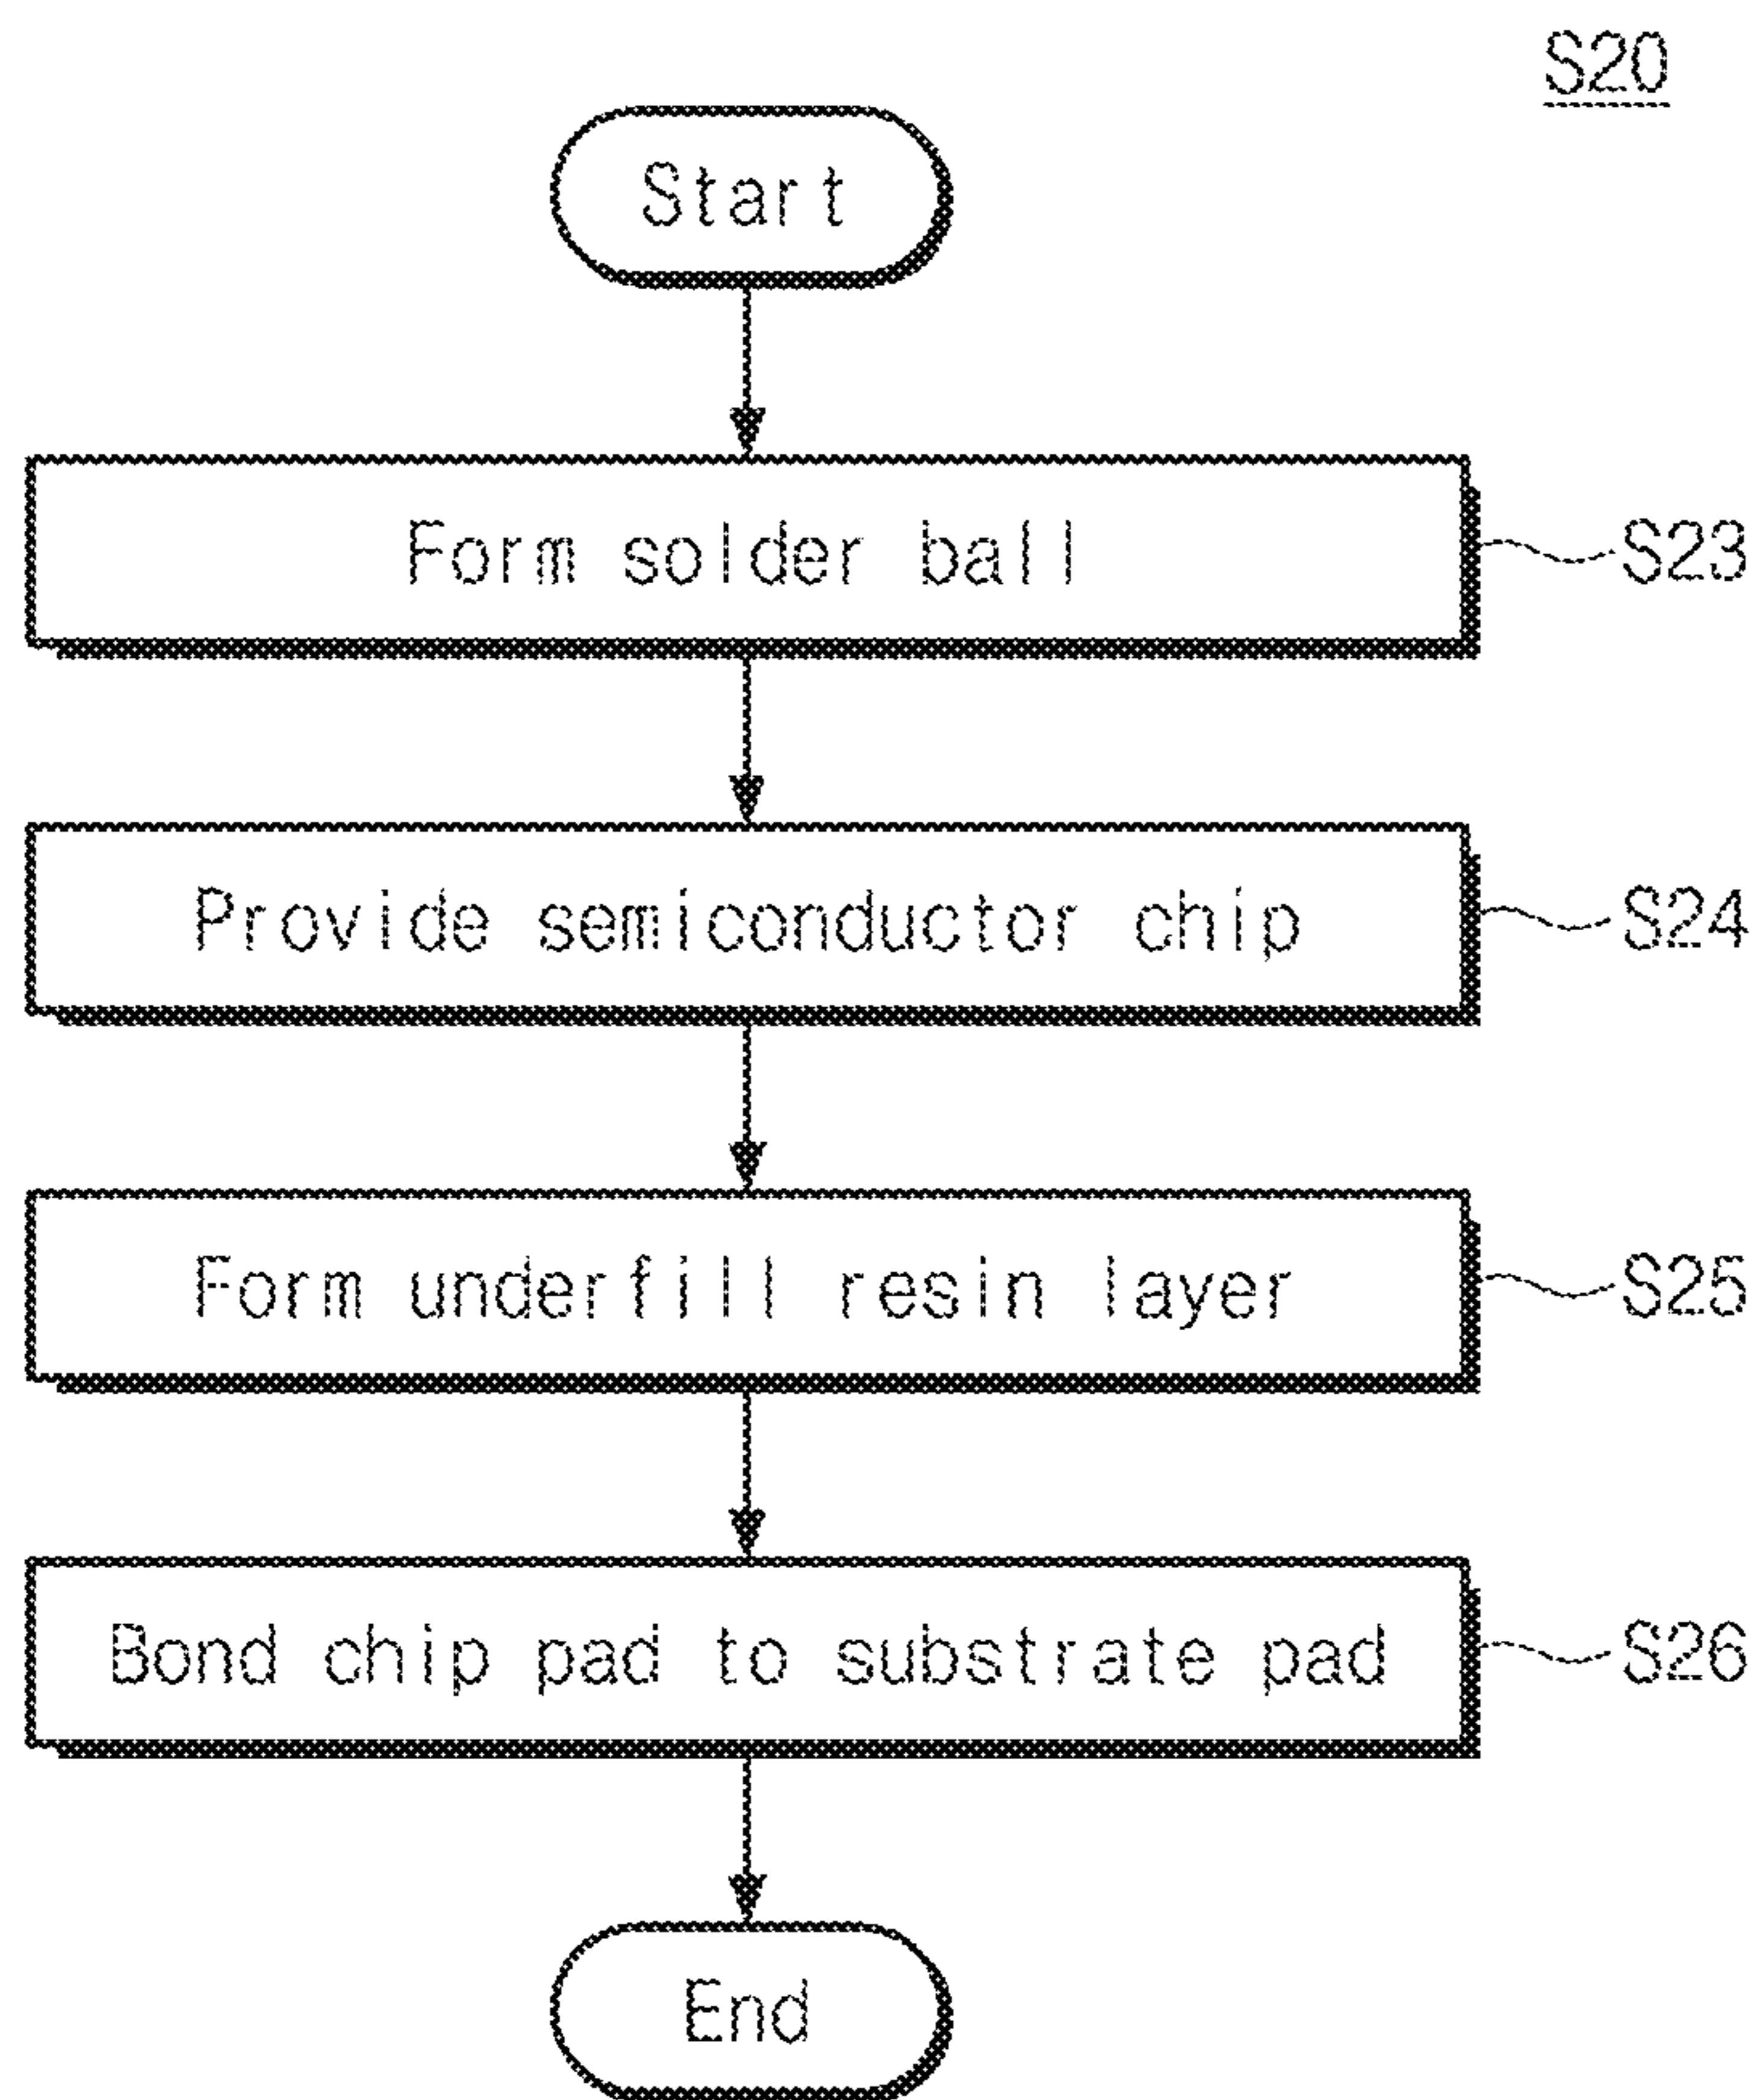 S20
Start
Form solder ball
S23
Provide semiconductor chip
S24
Form underfill resin layer
S25
Bond chip pad to substrate pad
S26
End